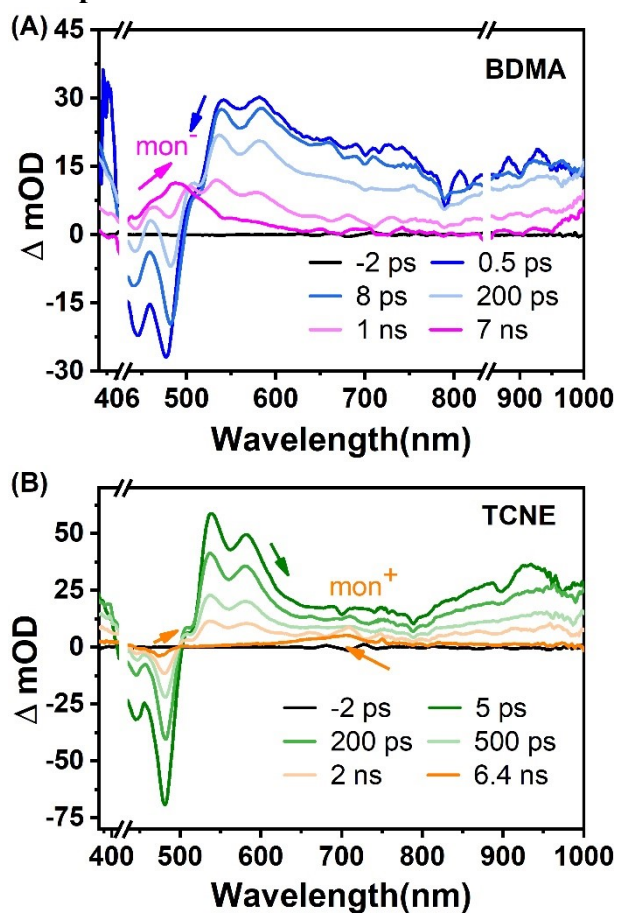 (A)
45
30
15
0
-15
-30
Δ mOD
BDMA
mon-
-2 ps 0.5 ps
8 ps 200 ps
1 ns 7 ns
406 500 600 700 800 900 1000
Wavelength(nm)
(B)
50
25
0
-25
-50
-75
Δ mOD
TCNE
mon+
-2 ps 5 ps
200 ps 500 ps
2 ns 6.4 ns
400 500 600 700 800 900 1000
Wavelength(nm)